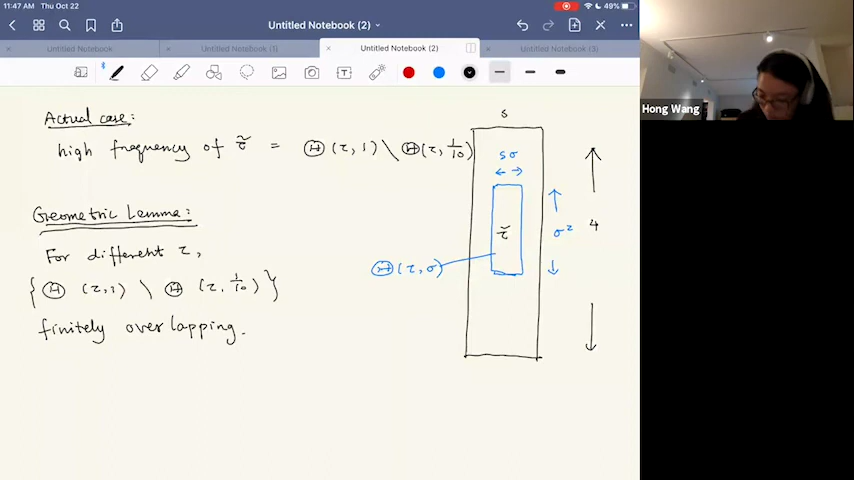 11:47 AM Thu Oct 22
49%
Untitled Notebook (2)
Untitled Notebook
Untitled Notebook (1)
Untitled Notebook (2)
Untitled Notebook (3)
Hong Wang
Actual case:
high frequency of τ̃ = Θ(τ, 1) \ Θ(τ, 1/10)
Geometric Lemma:
For different τ,
{Θ (τ, 1) \ Θ (τ, 1/10)}
finitely overlapping.
s
sσ
τ̃
σ²
4
Θ(τ, σ)